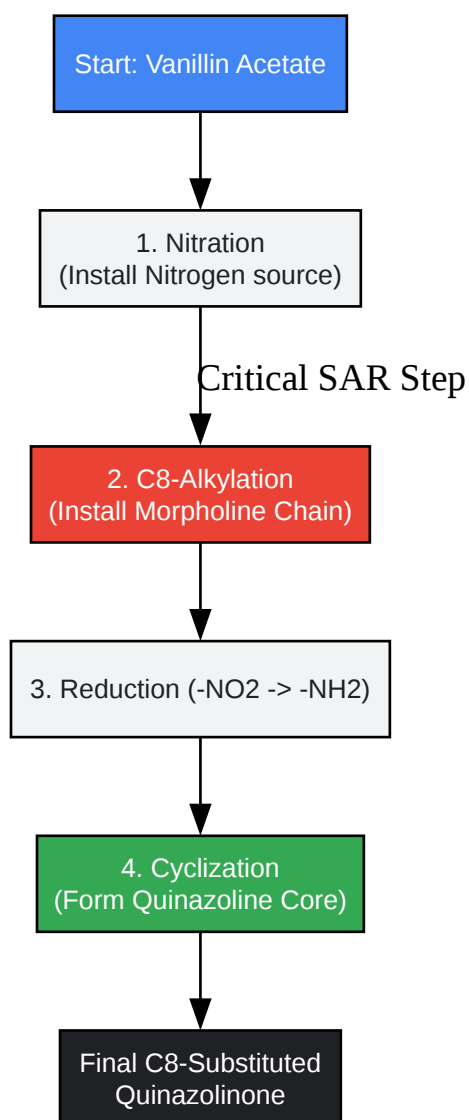 Start: Vanillin Acetate
1. Nitration
(Install Nitrogen source)
Critical SAR Step
2. C8-Alkylation
(Install Morpholine Chain)
3. Reduction (-NO2 -> -NH2)
4. Cyclization
(Form Quinazoline Core)
Final C8-Substituted
Quinazolinone